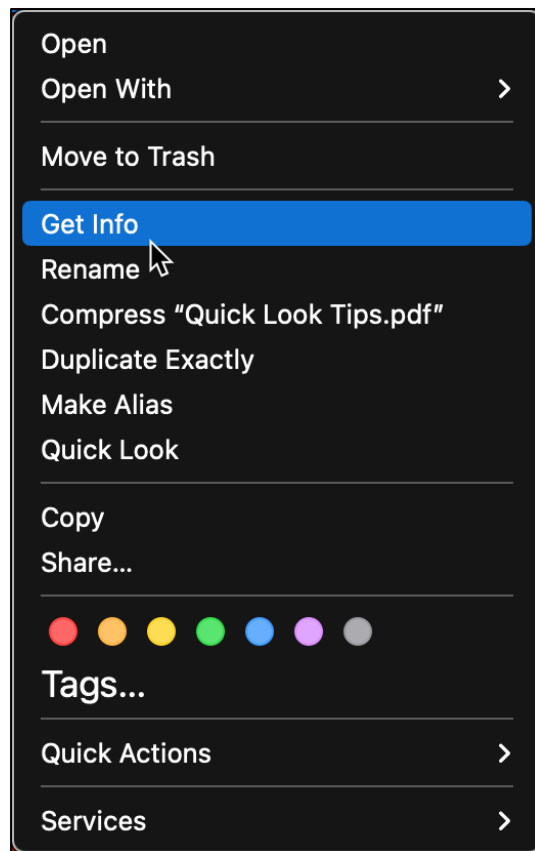 Open
Open With
Move to Trash
Get Info
Rename
Compress “Quick Look Tips.pdf”
Duplicate Exactly
Make Alias
Quick Look
Copy
Share...
Tags...
Quick Actions
Services